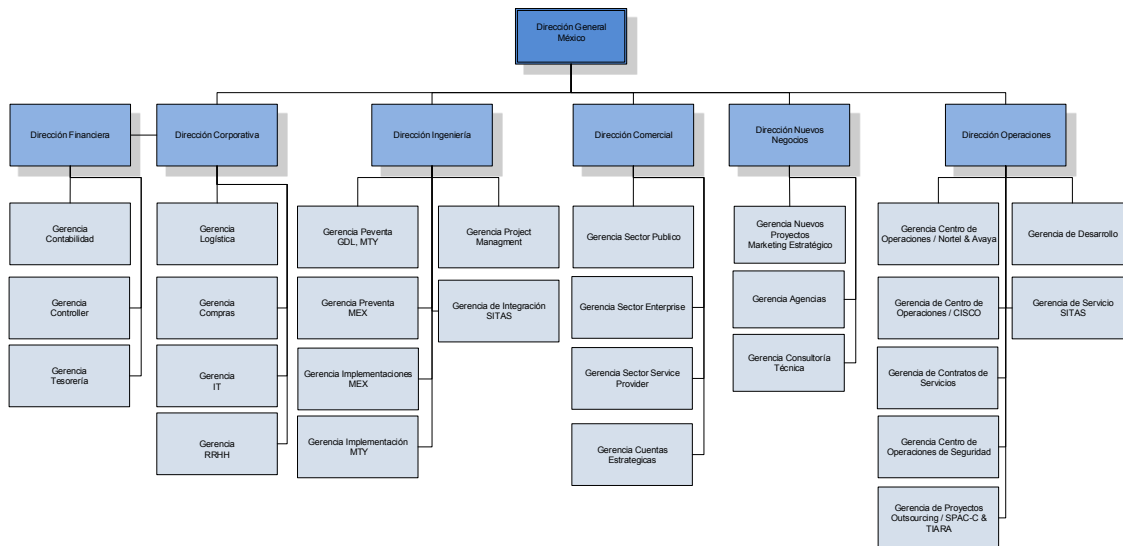 Dirección General
México
Dirección Financiera
Dirección Corporativa
Dirección Ingeniería
Dirección Comercial
Dirección Nuevos
Negocios
Dirección Operaciones
Gerencia
Contabilidad
Gerencia
Controller
Gerencia
Tesorería
Gerencia
Logística
Gerencia
Compras
Gerencia
IT
Gerencia
RRHH
Gerencia Peventa
GDL, MTY
Gerencia Preventa
MEX
Gerencia Implementaciones
MEX
Gerencia Implementación
MTY
Gerencia Project
Managment
Gerencia de Integración
SITAS
Gerencia Sector Publico
Gerencia Sector Enterprise
Gerencia Sector Service
Provider
Gerencia Cuentas
Estrategicas
Gerencia Nuevos
Proyectos
Marketing Estratégico
Gerencia Agencias
Gerencia Consultoría
Técnica
Gerencia Centro de
Operaciones / Nortel & Avaya
Gerencia de Centro de
Operaciones / CISCO
Gerencia de Contratos de
Servicios
Gerencia Centro de
Operaciones de Seguridad
Gerencia de Proyectos
Outsourcing / SPAC-C &
TIARA
Gerencia de Desarrollo
Gerencia de Servicio
SITAS